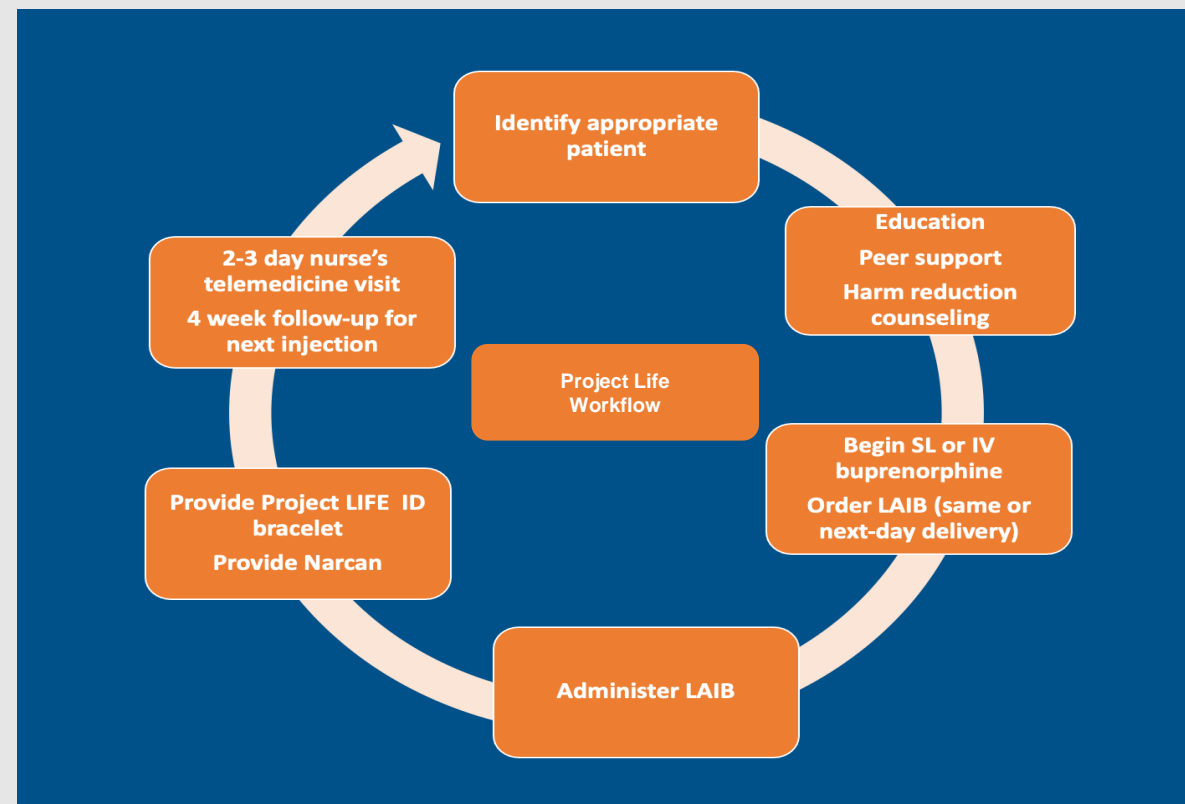 Identify appropriate
patient
Education
Peer support
Harm reduction
counseling
Begin SL or IV
buprenorphine
Order LAIB (same or
next-day delivery)
Administer LAIB
Provide Project LIFE  ID
bracelet
Provide Narcan
2-3 day nurse’s
telemedicine visit
4 week follow-up for
next injection
Project Life
Workflow